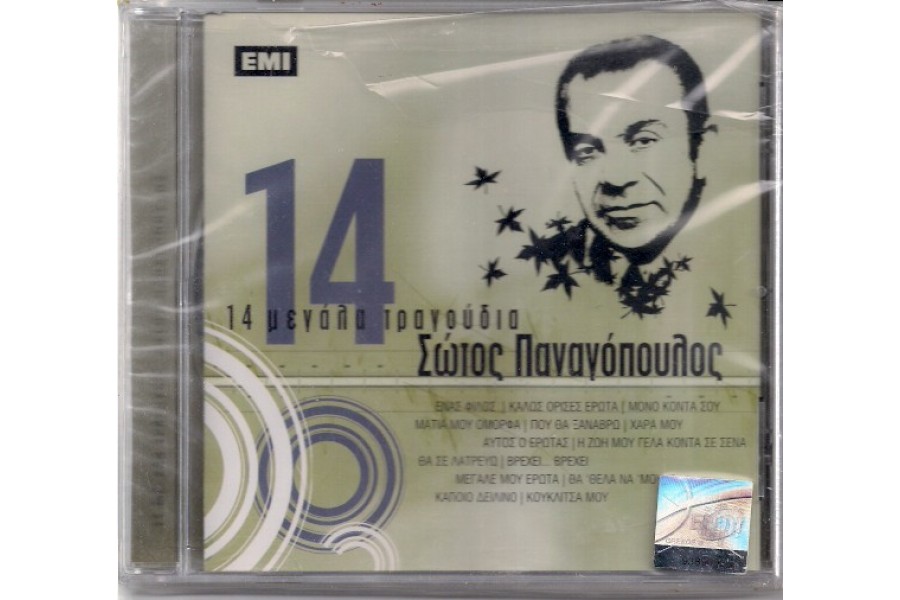 EMI
14
14 μεγάλα τραγούδια
Σώτος Παναγόπουλος
ΕΝΑΣ ΦΙΛΟΣ | ΚΑΛΩΣ ΟΡΙΣΕΣ ΕΡΩΤΑ | ΜΟΝΟ ΚΟΝΤΑ ΣΟΥ
ΜΑΤΙΑ ΜΟΥ ΟΜΟΡΦΑ | ΠΟΥ ΘΑ ΞΑΝΑΒΡΩ | ΧΑΡΑ ΜΟΥ
ΑΥΤΟΣ Ο ΕΡΩΤΑΣ | Η ΖΩΗ ΜΟΥ ΓΕΛΑ ΚΟΝΤΑ ΣΕ ΣΕΝΑ
ΘΑ ΣΕ ΛΑΤΡΕΥΩ | ΒΡΕΧΕΙ... ΒΡΕΧΕΙ
ΜΕΓΑΛΕ ΜΟΥ ΕΡΩΤΑ | ΘΑ 'ΘΕΛΑ ΝΑ
ΚΑΠΟΙΟ ΔΕΙΛΙΝΟ | ΚΟΥΚΛΙΤΣΑ ΜΟΥ